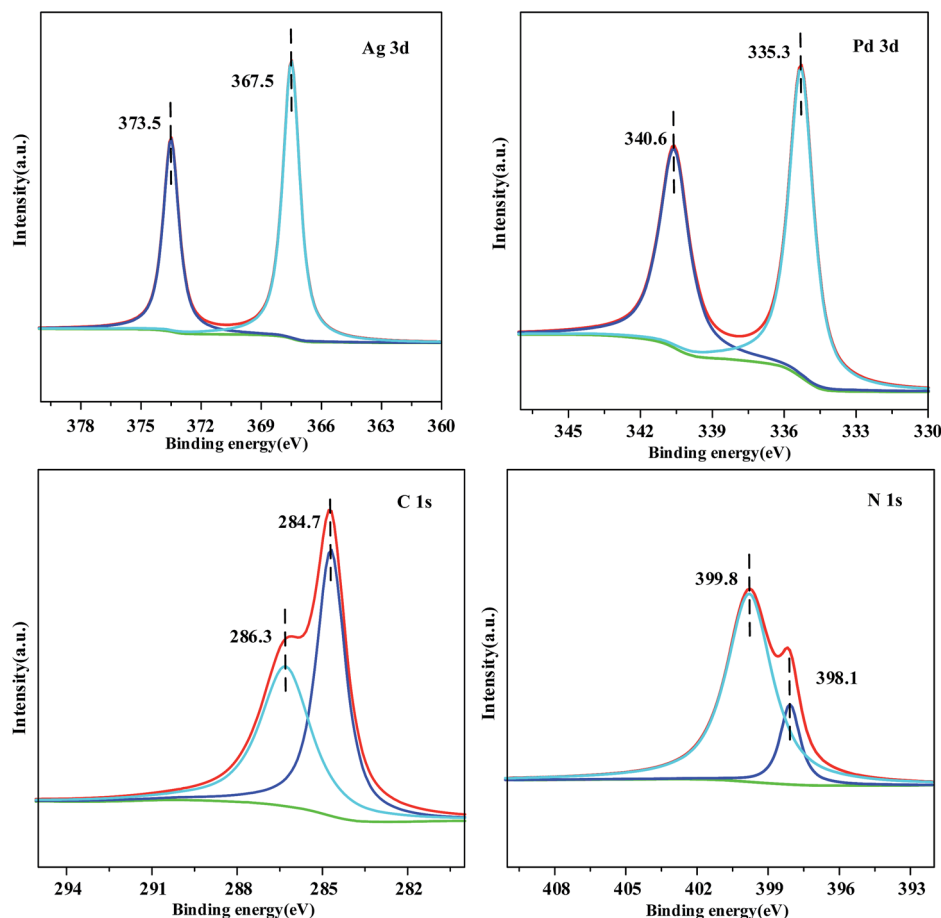 Ag 3d
367.5
373.5
Intensity(a.u.)
378 375 372 369 366 363 360
Binding energy(eV)
Pd 3d
335.3
340.6
Intensity(a.u.)
345 342 339 336 333 330
Binding energy(eV)
C 1s
284.7
286.3
Intensity(a.u.)
294 291 288 285 282
Binding energy(eV)
N 1s
399.8
398.1
Intensity(a.u.)
408 405 402 399 396 393
Binding energy(eV)